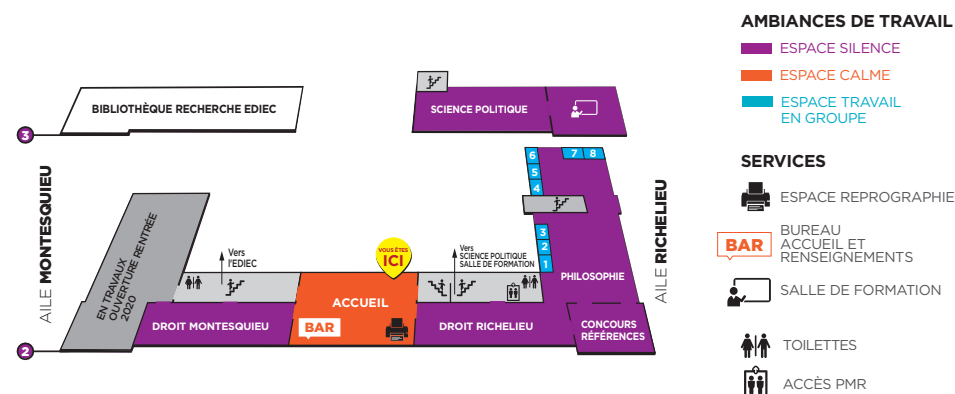 AMBIANCES DE TRAVAIL
ESPACE SILENCE
ESPACE CALME
ESPACE TRAVAIL
EN GROUPE
SERVICES
ESPACE REPROGRAPHIE
BAR
BUREAU
ACCUEIL ET
RENSEIGNEMENTS
SALLE DE FORMATION
TOILETTES
ACCÈS PMR
BIBLIOTHÈQUE RECHERCHE EDIEC
SCIENCE POLITIQUE
3
AILE MONTESQUIEU
AILE RICHELIEU
6
5
4
7
8
3
2
1
EN TRAVAUX
OUVERTURE RENTRÉE
2020
Vers
l'EDIEC
VOUS ÊTES
ICI
Vers
SCIENCE POLITIQUE
SALLE DE FORMATION
PHILOSOPHIE
ACCUEIL
DROIT MONTESQUIEU
BAR
DROIT RICHELIEU
CONCOURS
RÉFÉRENCES
2